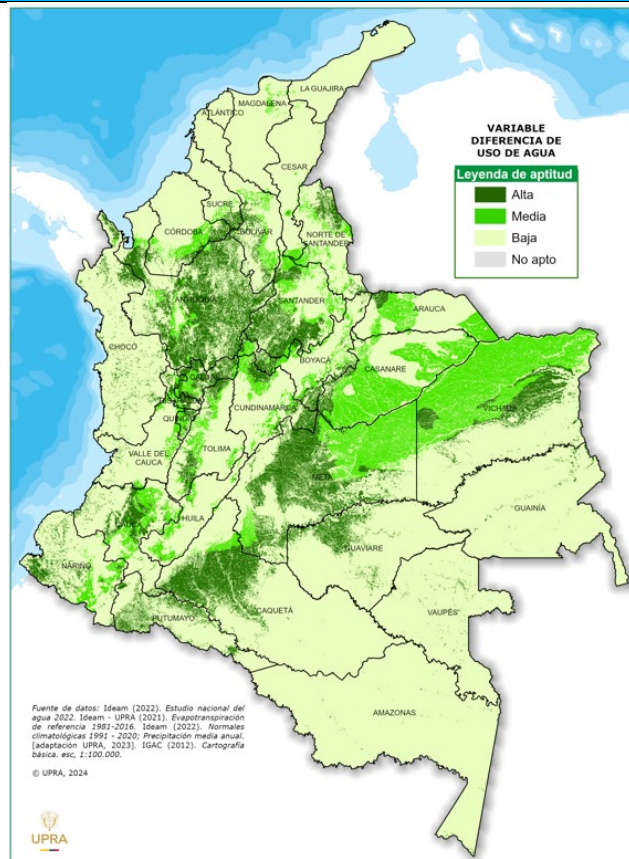 LA GUAJIRA
MAGDALENA
ATLÁNTICO
CESAR
SUCRE
BOLÍVAR
CÓRDOBA
NORTE DE
SANTANDER
ANTIOQUIA
SANTANDER
ARAUCA
CHOCÓ
BOYACÁ
CASANARE
CUNDINAMARCA
VICHADA
TOLIMA
VALLE DEL
CAUCA
META
HUILA
GUAINÍA
NARIÑO
GUAVIARE
CAQUETÁ
VAUPÉS
PUTUMAYO
AMAZONAS
VARIABLE
DIFERENCIA DE
USO DE AGUA
Leyenda de aptitud
Alta
Media
Baja
No apto
Fuente de datos: Ideam (2022). Estudio nacional del
agua 2022. Ideam - UPRA (2021). Evapotranspiración
de referencia 1981-2016. Ideam (2022). Normales
climatológicas 1991 - 2020; Precipitación media anual.
[adaptación UPRA, 2023]. IGAC (2012). Cartografía
básica. esc, 1:100.000.
© UPRA, 2024
UPRA